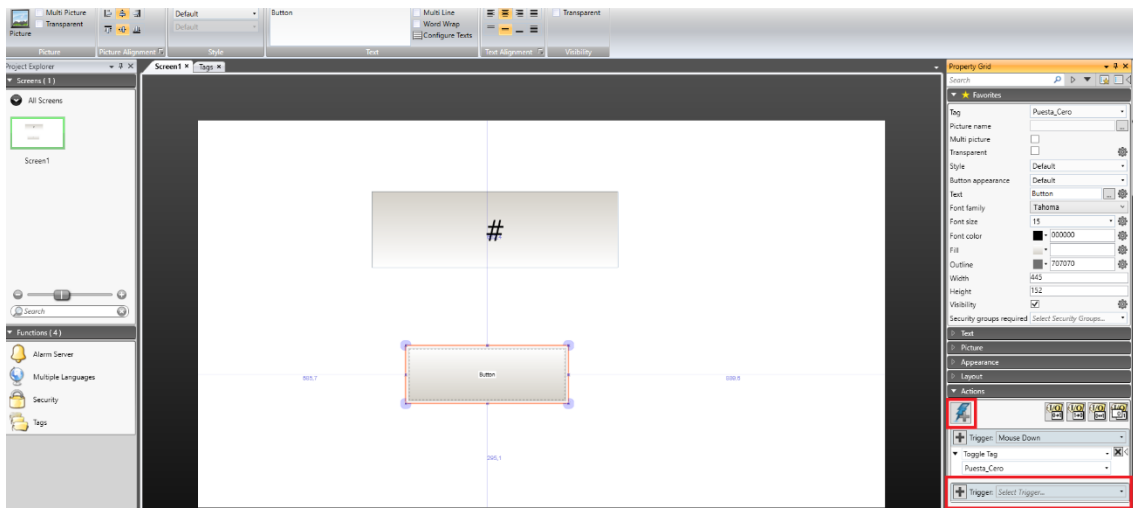 Multi Picture
Transparent
Picture
Picture
Picture Alignment
Default
Default
Style
Button
Multi Line
Word Wrap
Configure Texts
Text
Text Alignment
Transparent
Visibility
Project Explorer
Screens ( 1 )
All Screens
Screen1
Search
Functions ( 4 )
Alarm Server
Multiple Languages
Security
Tags
Screen1
Tags
#
Button
295,1
Property Grid
Search
Favorites
Tag Puesta_Cero
Picture name
Multi picture
Transparent
Style Default
Button appearance Default
Text Button
Font family Tahoma
Font size 15
Font color 000000
Fill
Outline 707070
Width 445
Height 152
Visibility
Security groups required Select Security Groups...
Text
Picture
Appearance
Layout
Actions
Trigger: Mouse Down
Toggle Tag
Puesta_Cero
Trigger: Select Trigger...